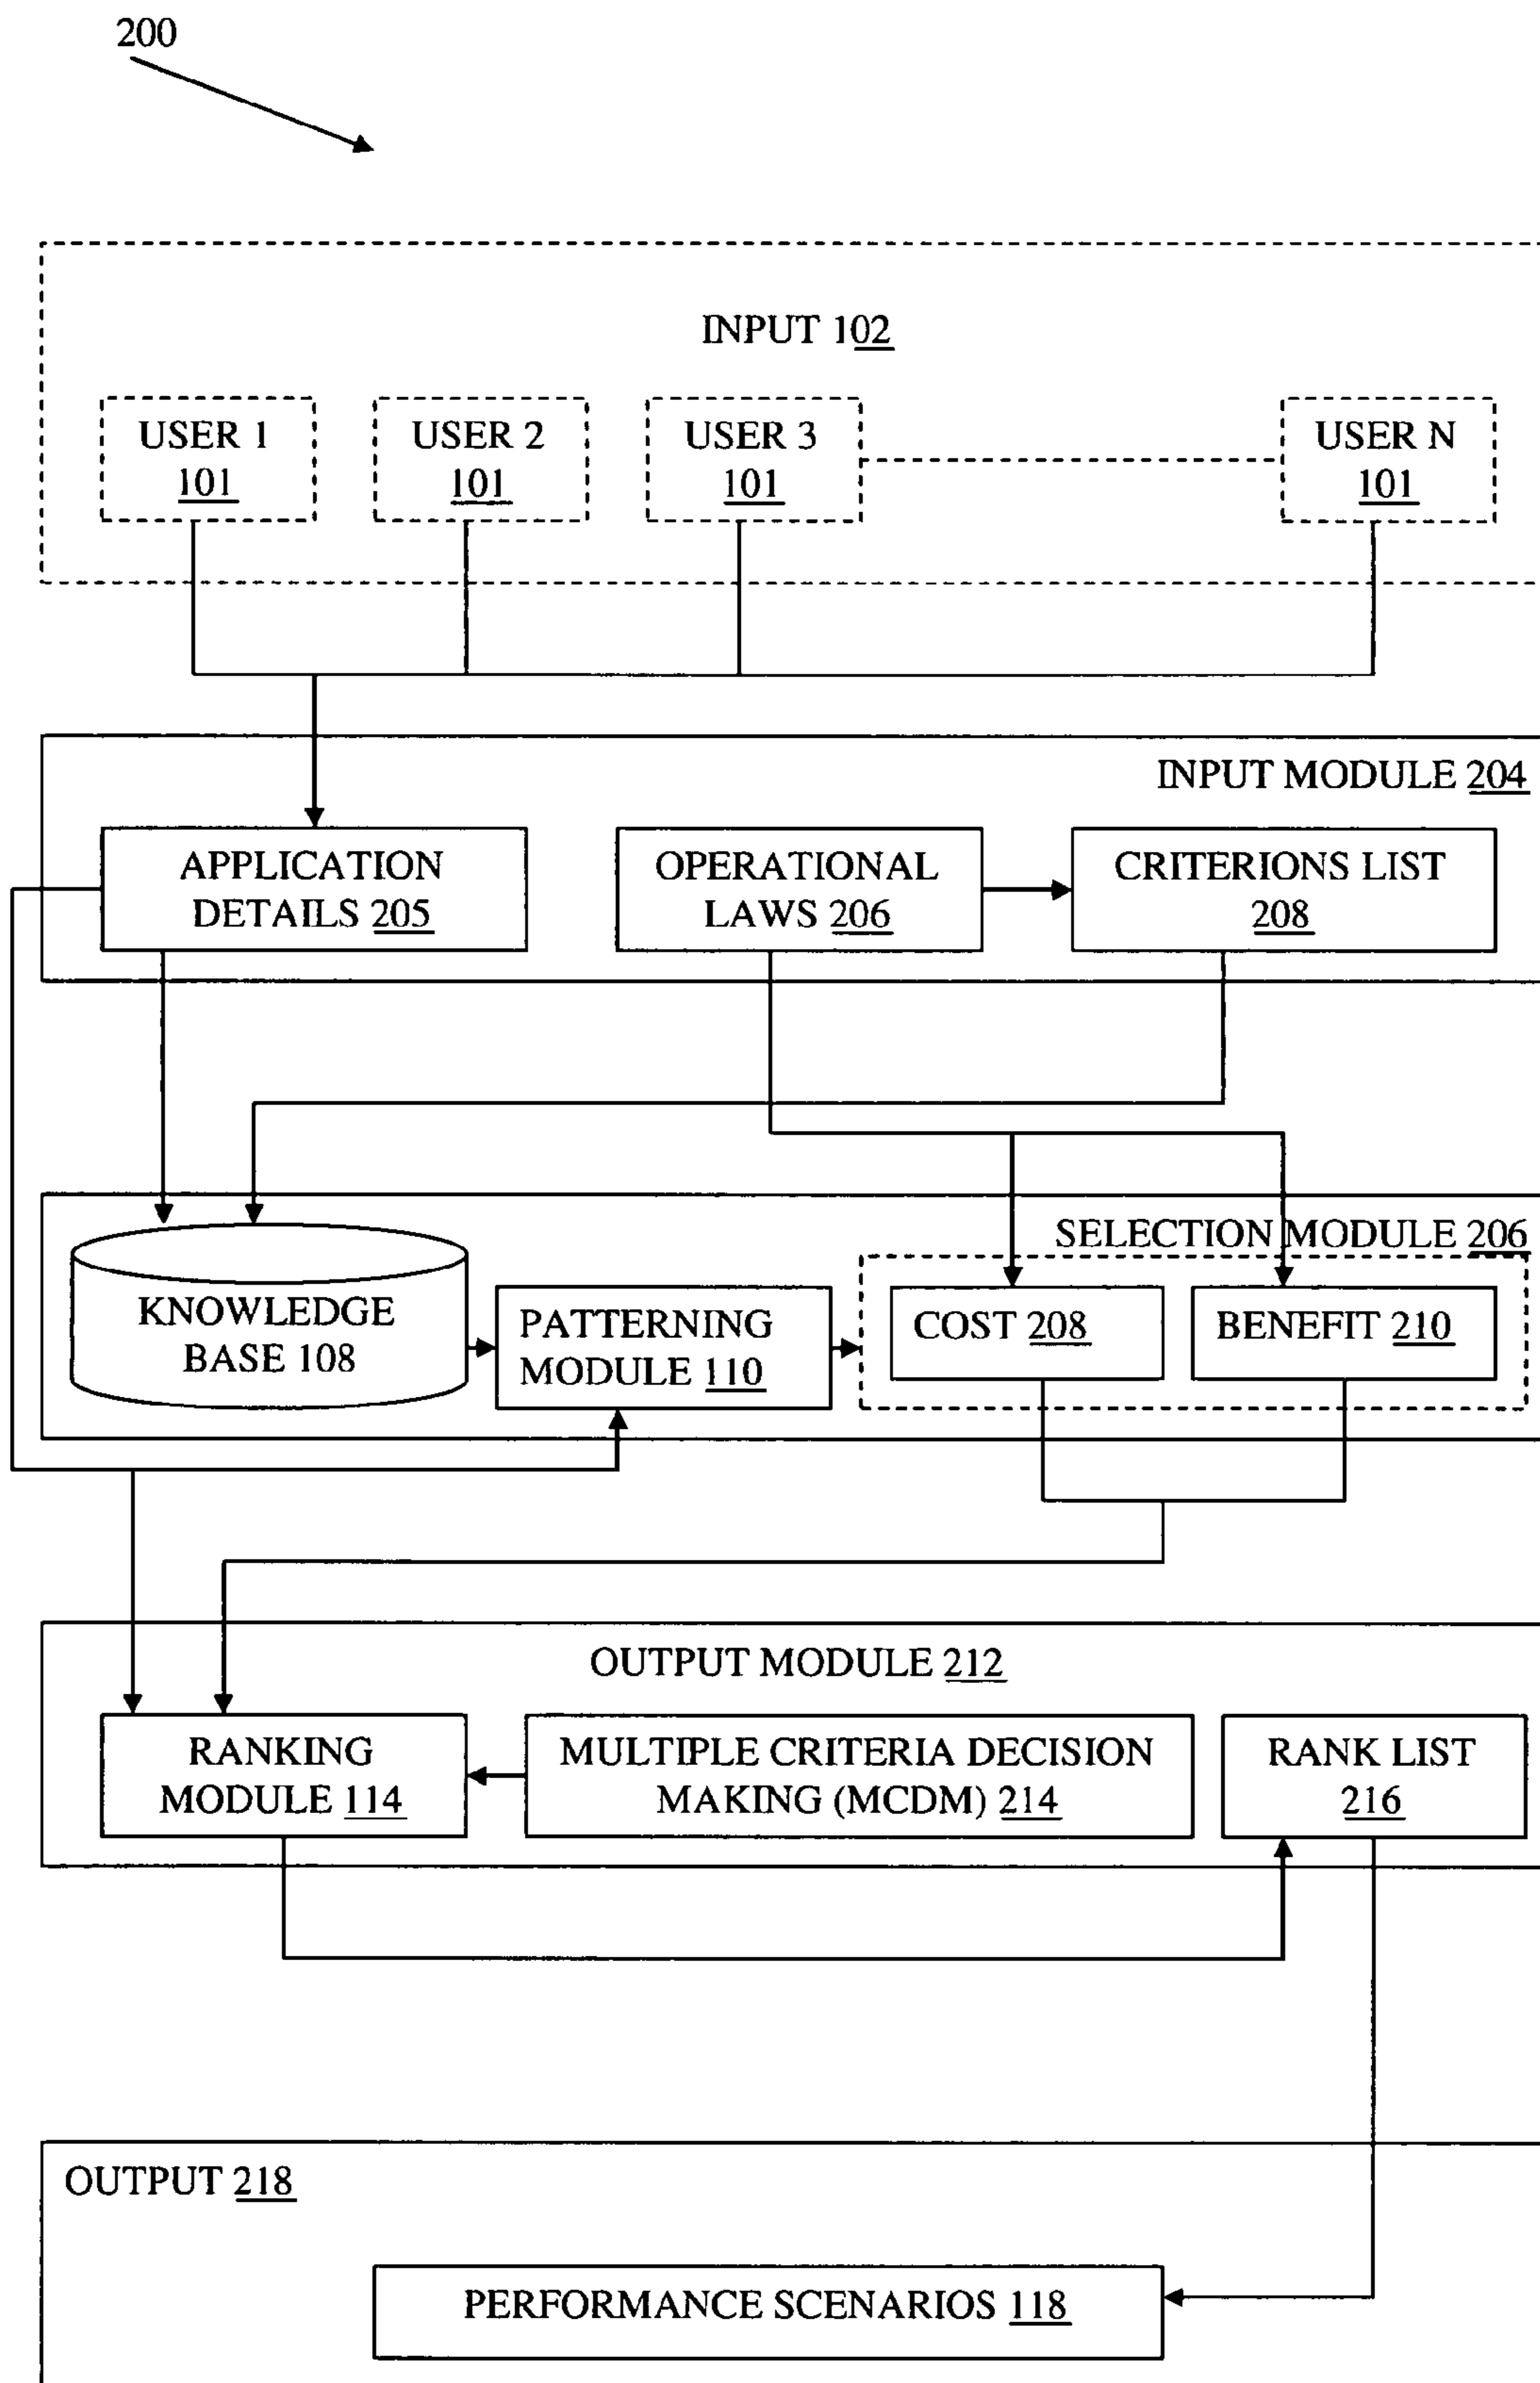 200
INPUT 102
USER 1
101
USER 2
101
USER 3
101
USER N
101
INPUT MODULE 204
APPLICATION
DETAILS 205
OPERATIONAL
LAWS 206
CRITERIONS LIST
208
SELECTION MODULE 206
KNOWLEDGE
BASE 108
PATTERNING
MODULE 110
COST 208
BENEFIT 210
OUTPUT MODULE 212
RANKING
MODULE 114
MULTIPLE CRITERIA DECISION
MAKING (MCDM) 214
RANK LIST
216
OUTPUT 218
PERFORMANCE SCENARIOS 118